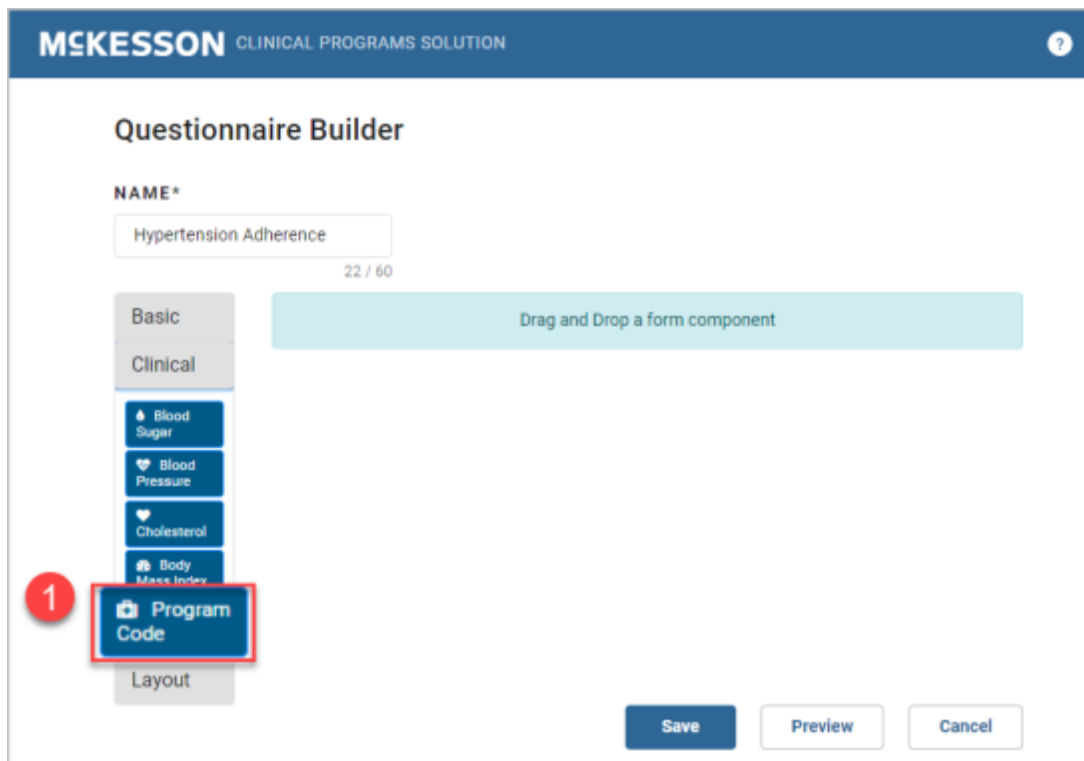 MCKESSON CLINICAL PROGRAMS SOLUTION ?
Questionnaire Builder
NAME*
Hypertension Adherence
22 / 60
Basic
Drag and Drop a form component
Clinical
Blood
Sugar
Blood
Pressure
Cholesterol
Body
Mass Index
1
Program
Code
Layout
Save Preview Cancel